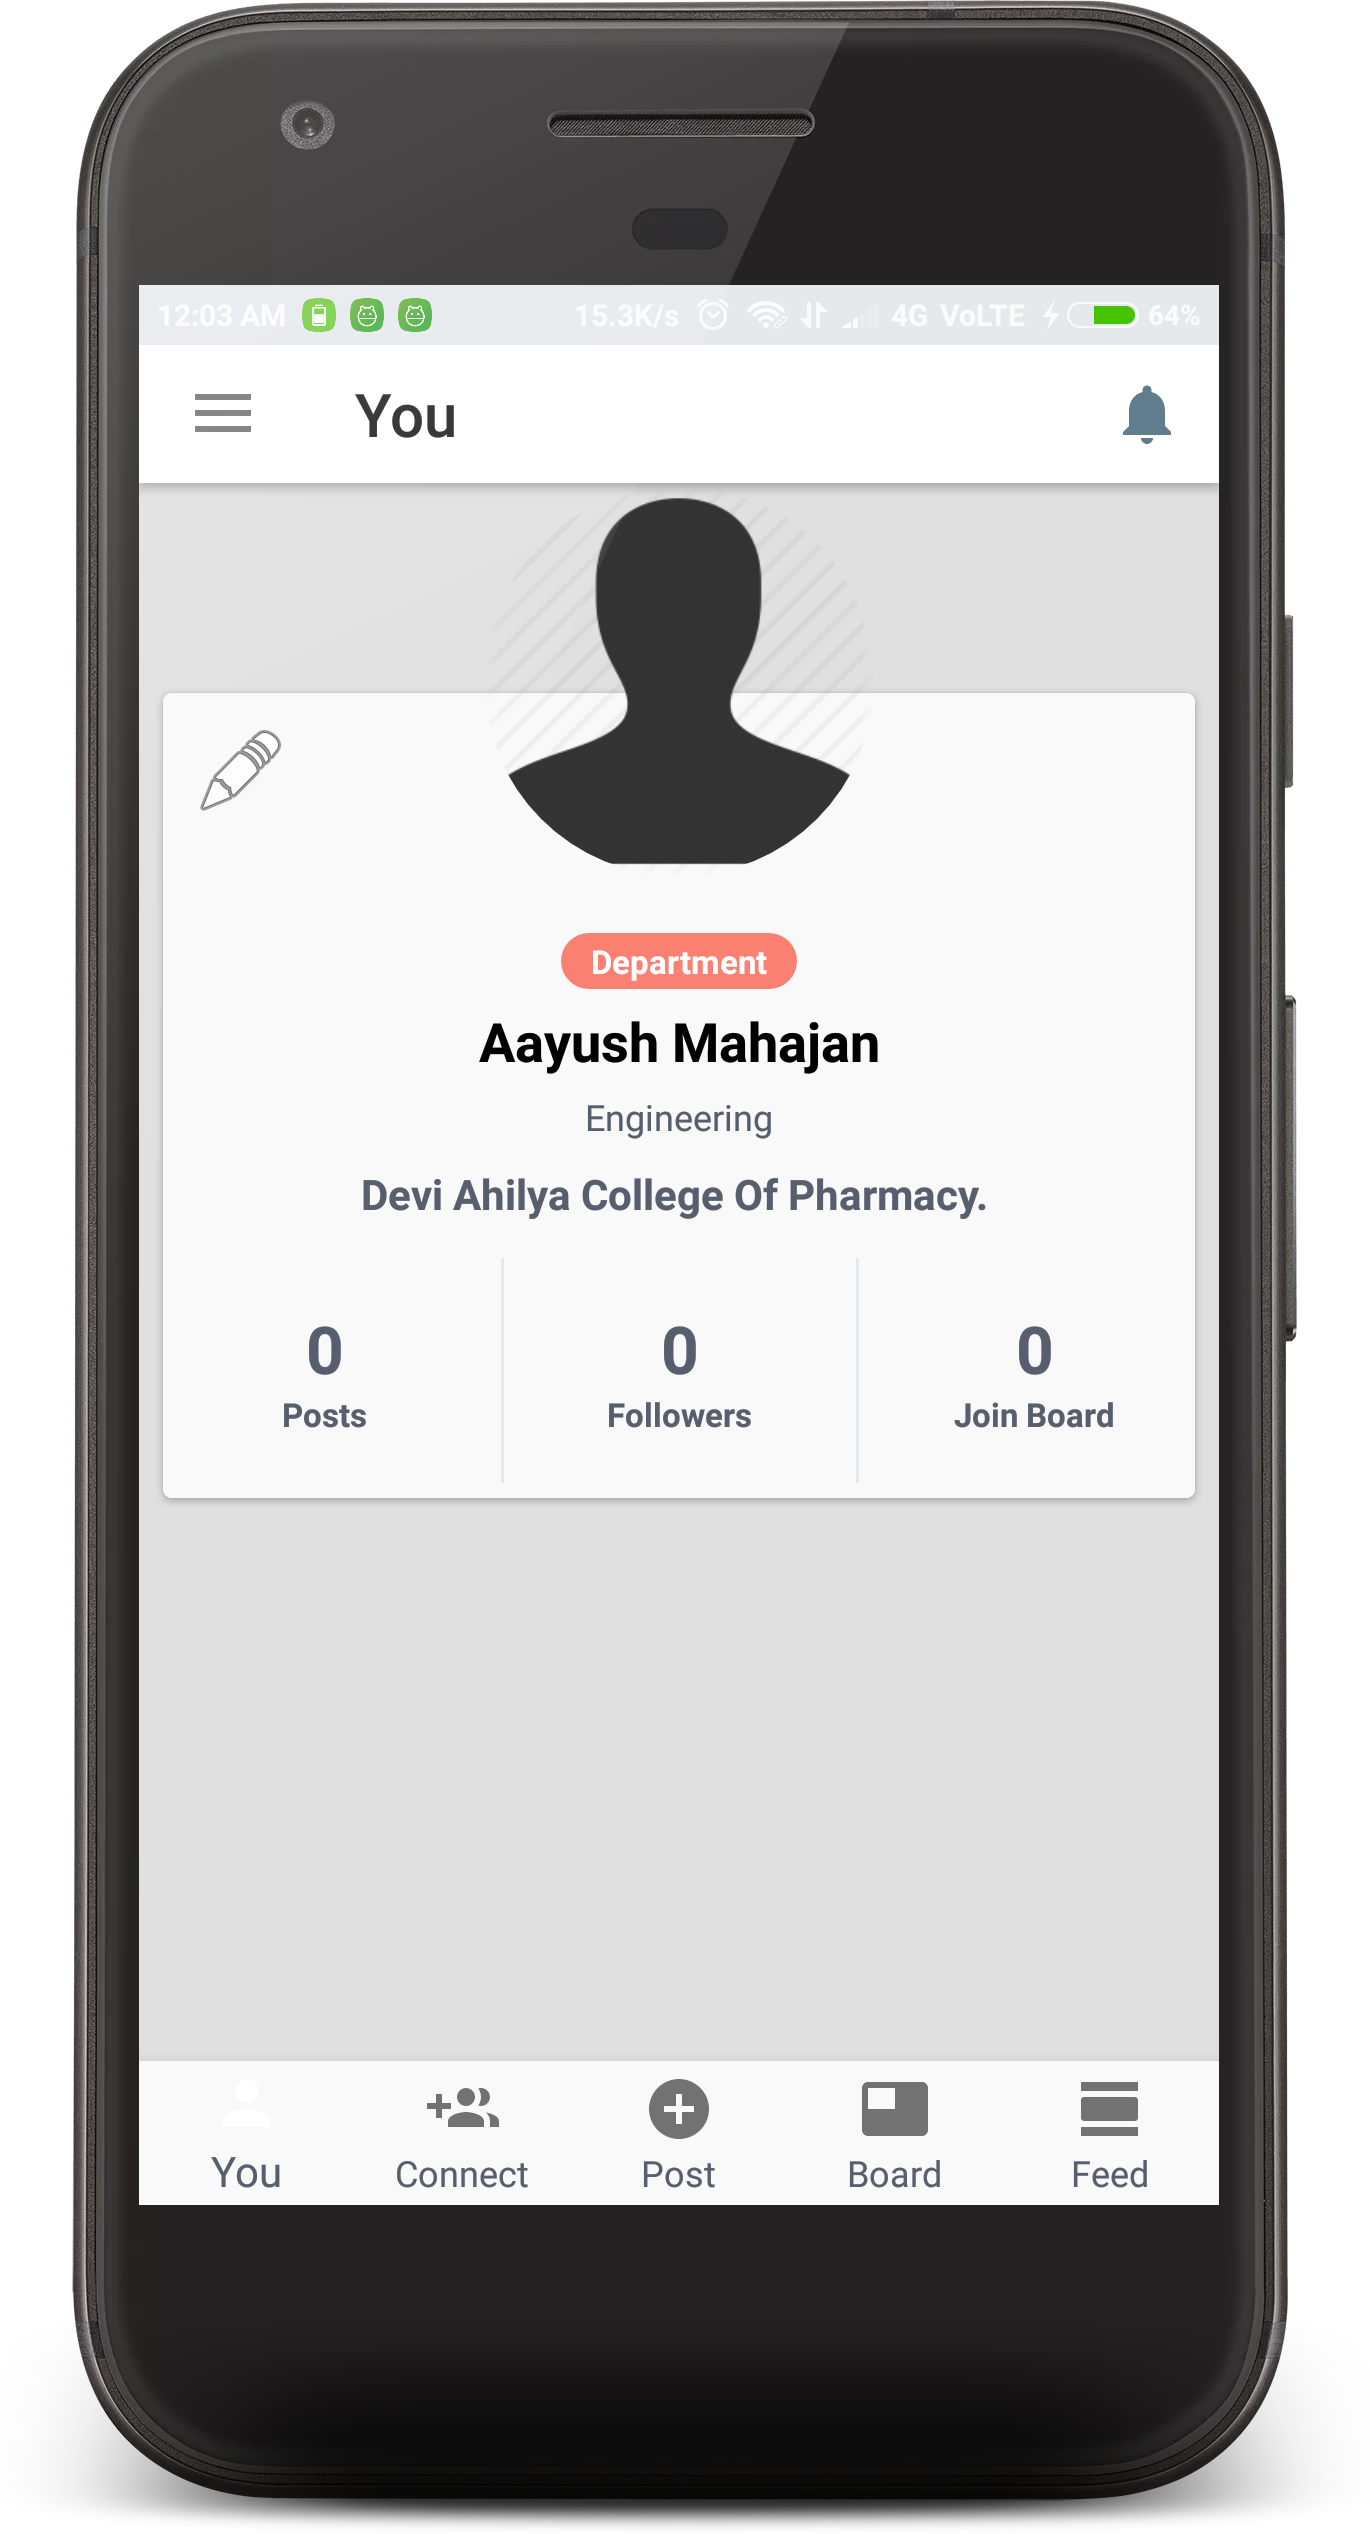 12:03 AM 15.3K/s 4G VoLTE 64%
You
Department
Aayush Mahajan
Engineering
Devi Ahilya College Of Pharmacy.
0 0 0
Posts Followers Join Board
You Connect Post Board Feed